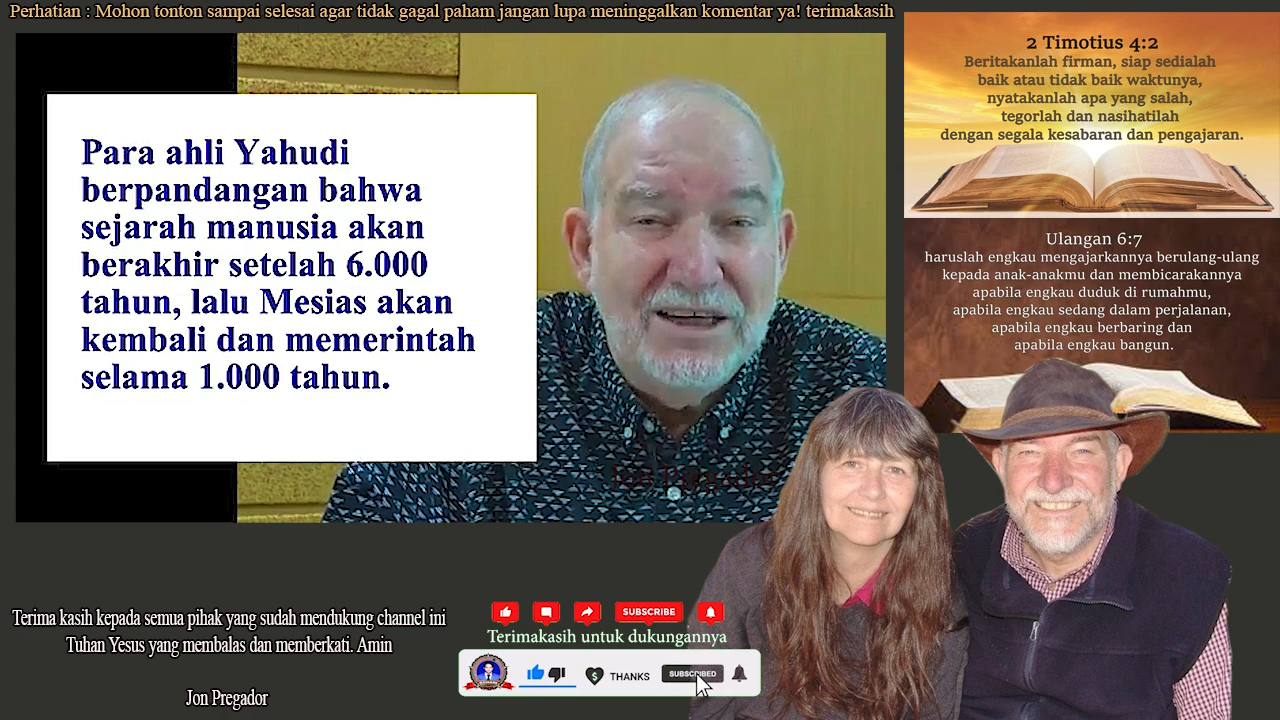 Perhatian : Mohon tonton sampai selesai agar tidak gagal paham jangan lupa meninggalkan komentar ya! terimakasih
Para ahli Yahudi
berpandangan bahwa
sejarah manusia akan
berakhir setelah 6.000
tahun, lalu Mesias akan
kembali dan memerintah
selama 1.000 tahun.
Jon Pregador
2 Timotius 4:2
Beritakanlah firman, siap sedialah
baik atau tidak baik waktunya,
nyatakanlah apa yang salah,
tegorlah dan nasihatilah
dengan segala kesabaran dan pengajaran.
Ulangan 6:7
haruslah engkau mengajarkannya berulang-ulang
kepada anak-anakmu dan membicarakannya
apabila engkau duduk di rumahmu,
apabila engkau sedang dalam perjalanan,
apabila engkau berbaring dan
apabila engkau bangun.
Terima kasih kepada semua pihak yang sudah mendukung channel ini
Tuhan Yesus yang membalas dan memberkati. Amin
Jon Pregador
SUBSCRIBE
Terimakasih untuk dukungannya
THANKS
SUBSCRIBED